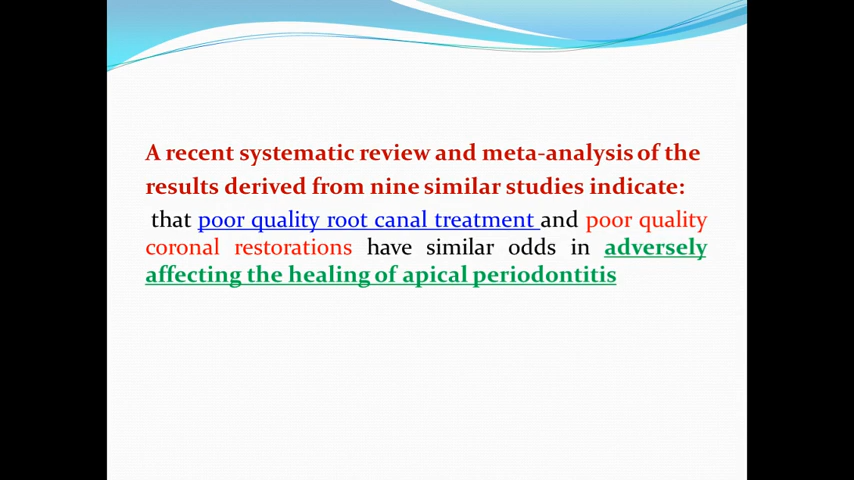 A recent systematic review and meta-analysis of the
results derived from nine similar studies indicate:
that poor quality root canal treatment and poor quality
coronal restorations have similar odds in adversely
affecting the healing of apical periodontitis